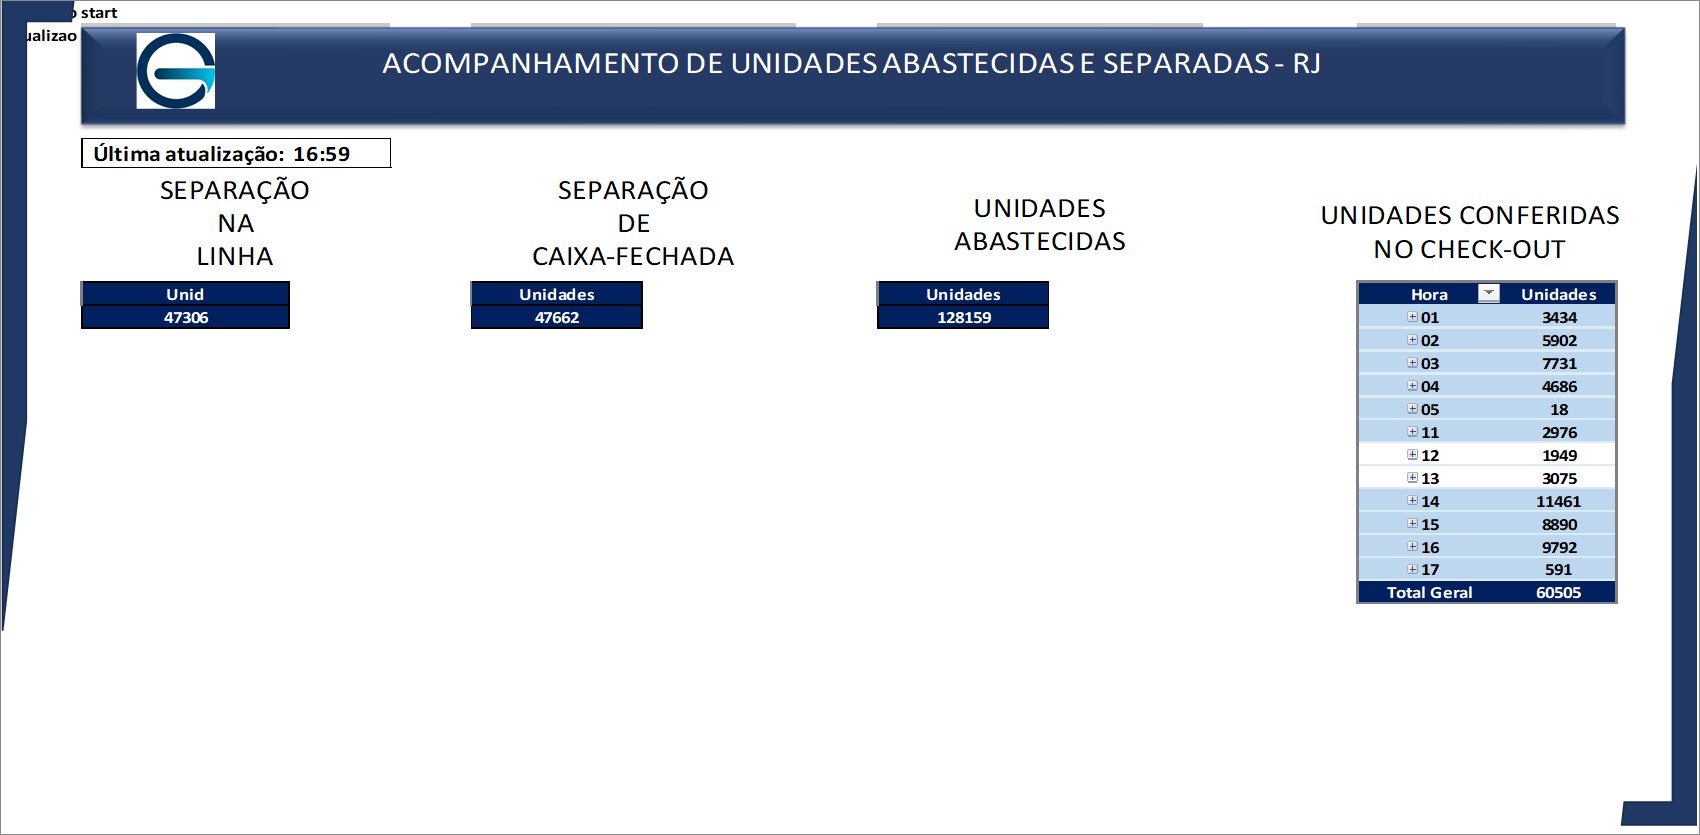 start
ualizao
ACOMPANHAMENTO DE UNIDADES ABASTECIDAS E SEPARADAS - RJ
Última atualização: 16:59
SEPARAÇÃO
NA
LINHA
Unid
47306
SEPARAÇÃO
DE
CAIXA-FECHADA
Unidades
47662
UNIDADES
ABASTECIDAS
Unidades
128159
UNIDADES CONFERIDAS
NO CHECK-OUT
Hora Unidades
01 3434
02 5902
03 7731
04 4686
05 18
11 2976
12 1949
13 3075
14 11461
15 8890
16 9792
17 591
Total Geral 60505